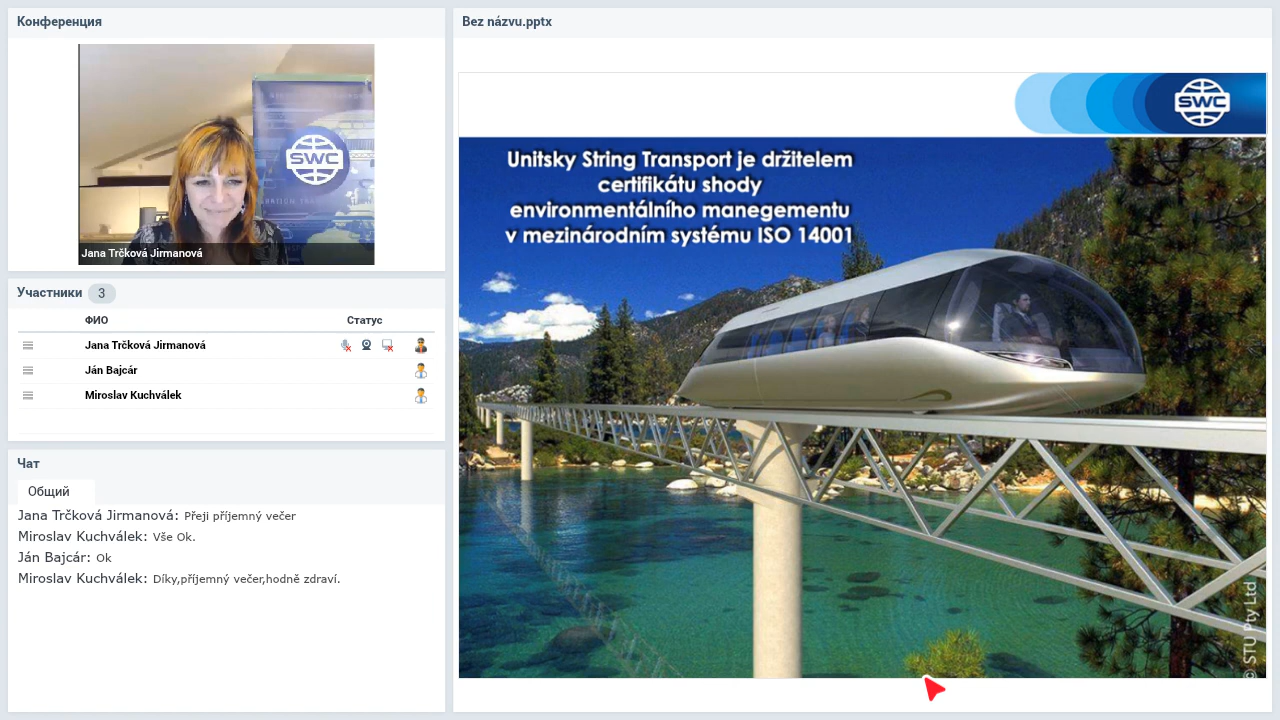 Конференция
SWC
Jana Trčková Jirmanová
Участники 3
ФИО Статус
Jana Trčková Jirmanová
Ján Bajcár
Miroslav Kuchválek
Чат
Общий
Jana Trčková Jirmanová: Přeji příjemný večer
Miroslav Kuchválek: Vše Ok.
Ján Bajcár: Ok
Miroslav Kuchválek: Díky,příjemný večer,hodně zdraví.
Bez názvu.pptx
SWC
Unitsky String Transport je držitelem
certifikátu shody
environmentálního manegementu
v mezinárodním systému ISO 14001
© STU Pty Ltd